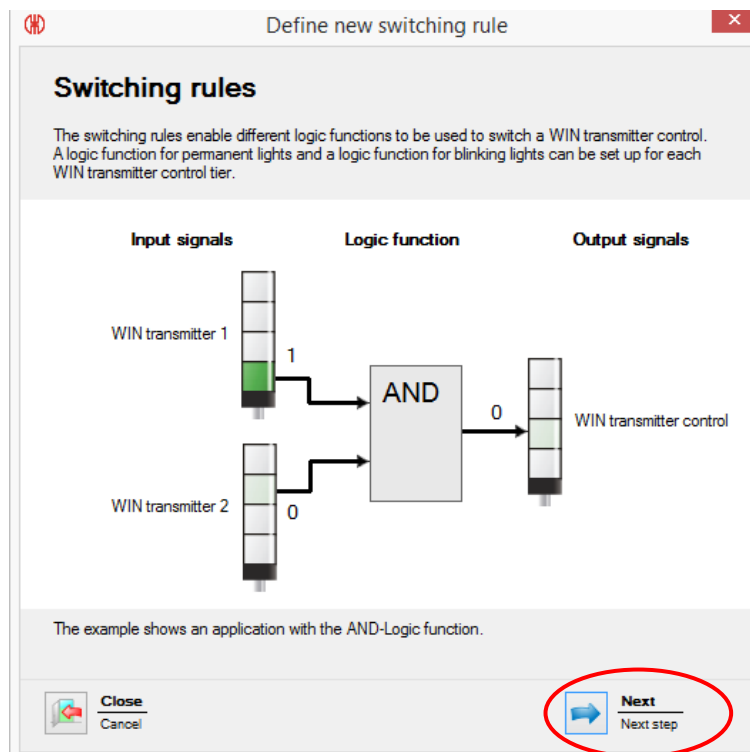 Define new switching rule
Switching rules
The switching rules enable different logic functions to be used to switch a WIN transmitter control.
A logic function for permanent lights and a logic function for blinking lights can be set up for each
WIN transmitter control tier.
Input signals
Logic function
Output signals
WIN transmitter 1
1
AND
0
WIN transmitter control
WIN transmitter 2
0
The example shows an application with the AND-Logic function.
Close
Cancel
Next
Next step